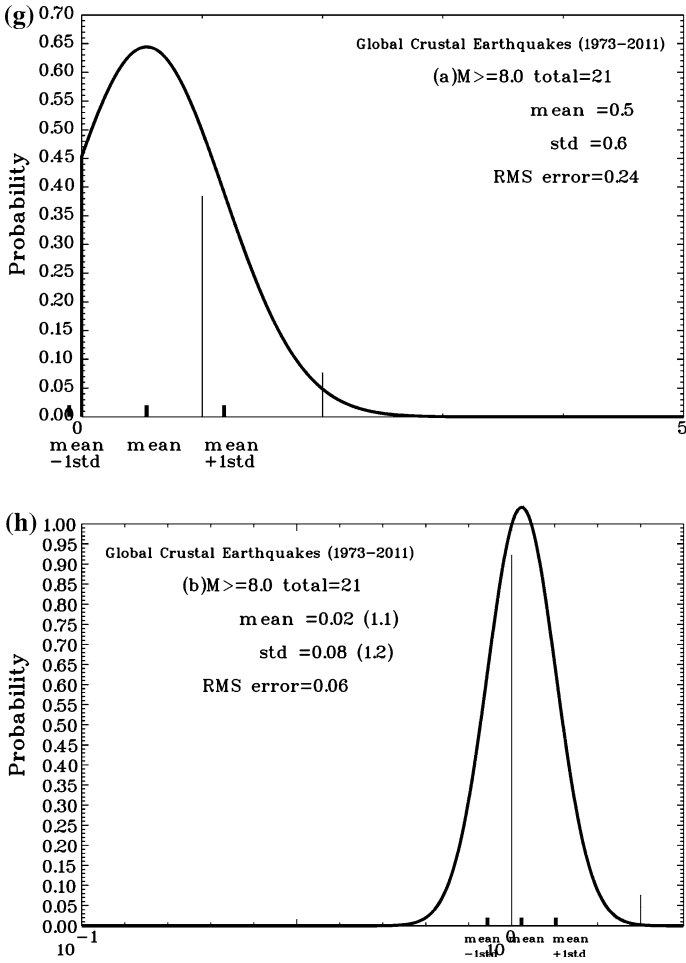 (g)
0.70
Global Crustal Earthquakes (1973-2011)
0.65
(a)M>=8.0 total=21
0.60
0.55
mean =0.5
0.50
std =0.6
0.45
RMS error=0.24
0.40
0.35
0.30
0.25
0.20
0.15
0.10
0.05
0.00
Probability
0
5
mean -1std
mean
mean +1std
(h)
1.00
0.95
Global Crustal Earthquakes (1973-2011)
0.90
(b)M>=8.0 total=21
0.85
0.80
mean =0.02 (1.1)
0.75
0.70
std =0.08 (1.2)
0.65
0.60
RMS error=0.06
0.55
0.50
0.45
0.40
0.35
0.30
0.25
0.20
0.15
0.10
0.05
0.00
Probability
10 -1
10 0
mean -1std
mean
mean +1std